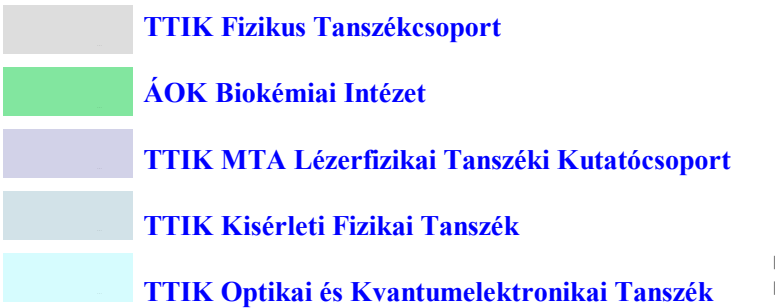 TTIK Fizikus Tanszékcsoport
ÁOK Biokémiai Intézet
TTIK MTA Lézerfizikai Tanszéki Kutatócsoport
TTIK Kisérleti Fizikai Tanszék
TTIK Optikai és Kvantumelektronikai Tanszék